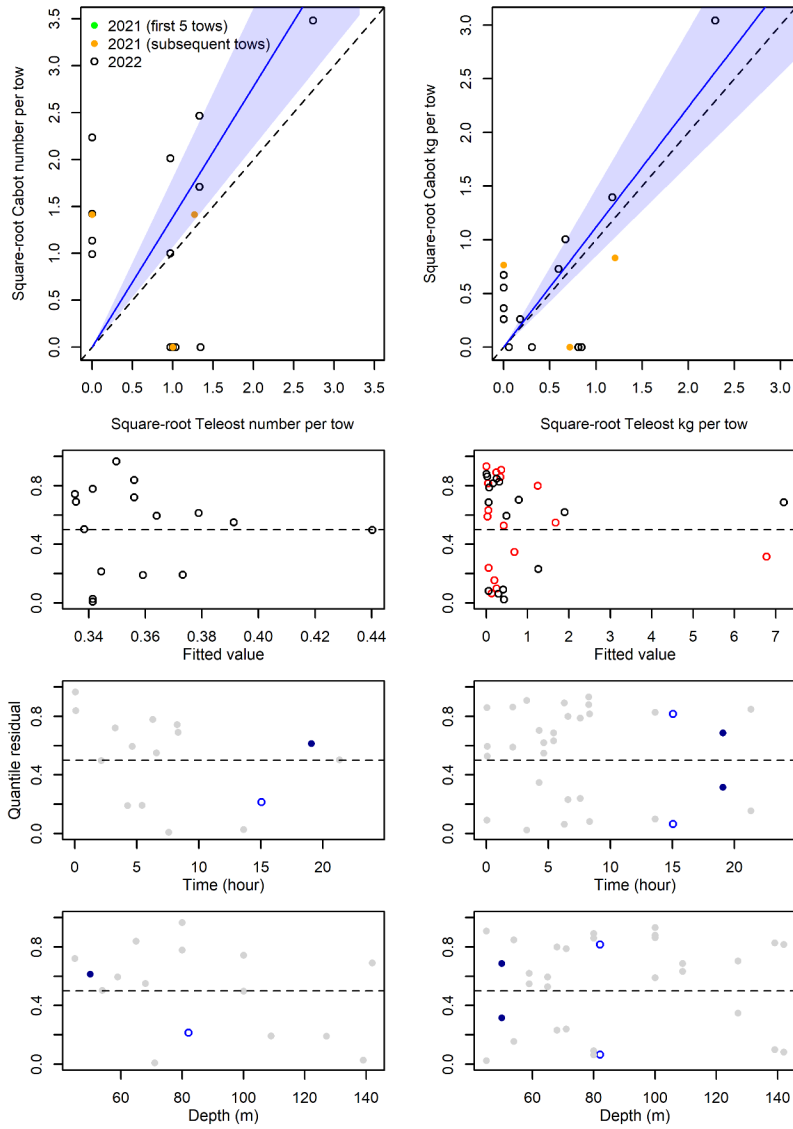 2021 (first 5 tows)
2021 (subsequent tows)
2022
Square-root Cabot number per tow
0.0 0.5 1.0 1.5 2.0 2.5 3.0 3.5
0.0 0.5 1.0 1.5 2.0 2.5 3.0 3.5
Square-root Teleost number per tow
Square-root Cabot kg per tow
0.0 0.5 1.0 1.5 2.0 2.5 3.0
0.0 0.5 1.0 1.5 2.0 2.5 3.0
Square-root Teleost kg per tow
0.0 0.4 0.8
0.34 0.36 0.38 0.40 0.42 0.44
Fitted value
0.0 0.4 0.8
0 1 2 3 4 5 6 7
Fitted value
Quantile residual
0.0 0.4 0.8
0 5 10 15 20
Time (hour)
0.0 0.4 0.8
0 5 10 15 20
Time (hour)
0.0 0.4 0.8
60 80 100 120 140
Depth (m)
0.0 0.4 0.8
60 80 100 120 140
Depth (m)